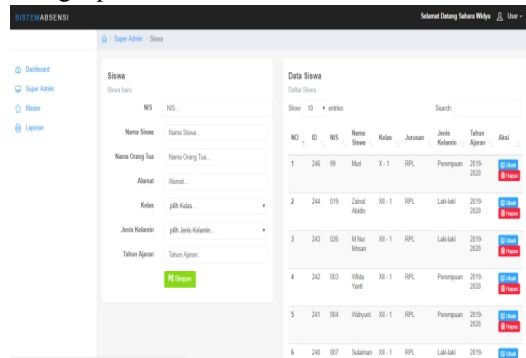 SISTEMABSENSI
Selamat Datang Sahara Widya
User
/ Super Admin / Siswa
Dashboard
Super Admin
Master
Laporan
Siswa
Siswa baru.
NIS
NIS...
Nama Siswa
Nama Siswa...
Nama Orang Tua
Nama Orang Tua...
Alamat
Alamat...
Kelas
pilih Kelas...
Jenis Kelamin
pilih Jenis Kelamin...
Tahun Ajaran
Tahun Ajaran...
Simpan
Data Siswa
Daftar Siswa
Show 10 entries
Search:
NO ID NIS Nama Siswa Kelas Jurusan Jenis Kelamin Tahun Ajaran Aksi
1 246 99 Muri X - 1 RPL Perempuan 2019-2020 Ubah Hapus
2 244 019 Zainal Abidin XII - 1 RPL Laki-laki 2019-2020 Ubah Hapus
3 243 026 M Nur Ikhsan XII - 1 RPL Laki-laki 2019-2020 Ubah Hapus
4 242 003 Wilda Yanti XII - 1 RPL Perempuan 2019-2020 Ubah Hapus
5 241 004 Wahyuni XII - 1 RPL Perempuan 2019-2020 Ubah Hapus
6 240 007 Sulaiman XII - 1 RPL Laki-laki 2019- Ubah